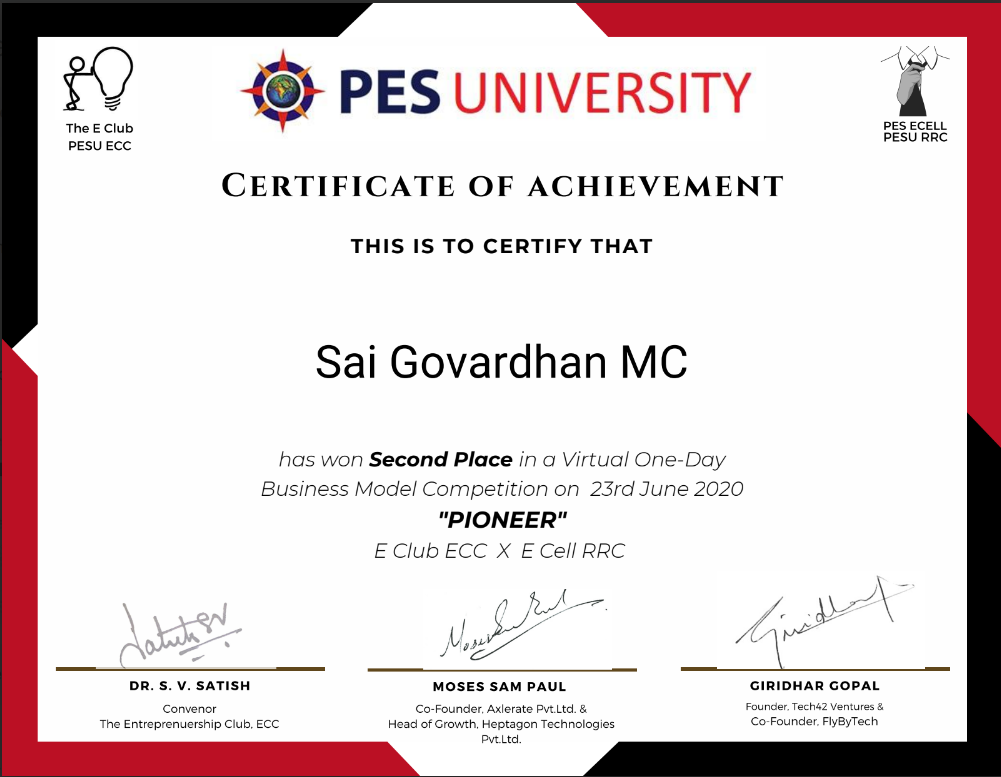 The E Club
PESU ECC
PES UNIVERSITY
PES ECELL
PESU RRC
CERTIFICATE OF ACHIEVEMENT
THIS IS TO CERTIFY THAT
Sai Govardhan MC
has won Second Place in a Virtual One-Day
Business Model Competition on 23rd June 2020
"PIONEER"
E Club ECC X E Cell RRC
Satish SV
Moses Sam Paul
Giridhar
DR. S. V. SATISH
Convenor
The Entreprenuership Club, ECC
MOSES SAM PAUL
Co-Founder, Axlerate Pvt.Ltd. &
Head of Growth, Heptagon Technologies
Pvt.Ltd.
GIRIDHAR GOPAL
Founder, Tech42 Ventures &
Co-Founder, FlyByTech